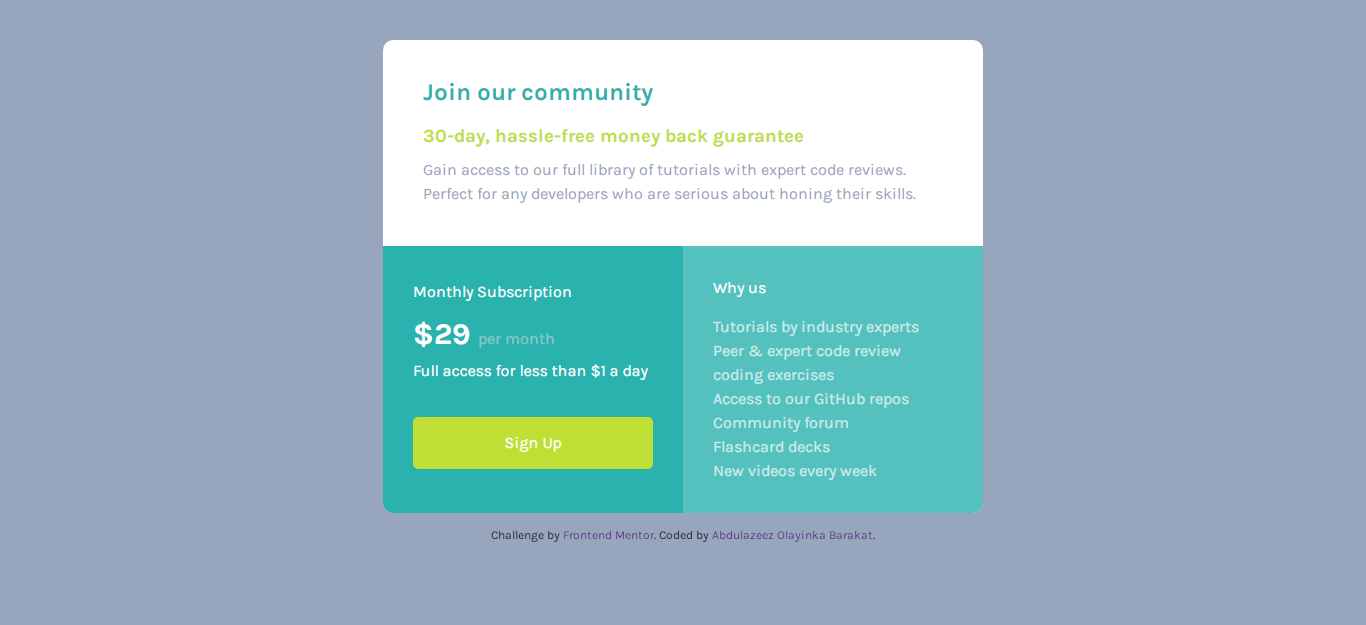 Join our community
30-day, hassle-free money back guarantee
Gain access to our full library of tutorials with expert code reviews.
Perfect for any developers who are serious about honing their skills.
Monthly Subscription
$29 per month
Full access for less than $1 a day
Sign Up
Why us
Tutorials by industry experts
Peer & expert code review
coding exercises
Access to our GitHub repos
Community forum
Flashcard decks
New videos every week
Challenge by Frontend Mentor. Coded by Abdulazeez Olayinka Barakat.